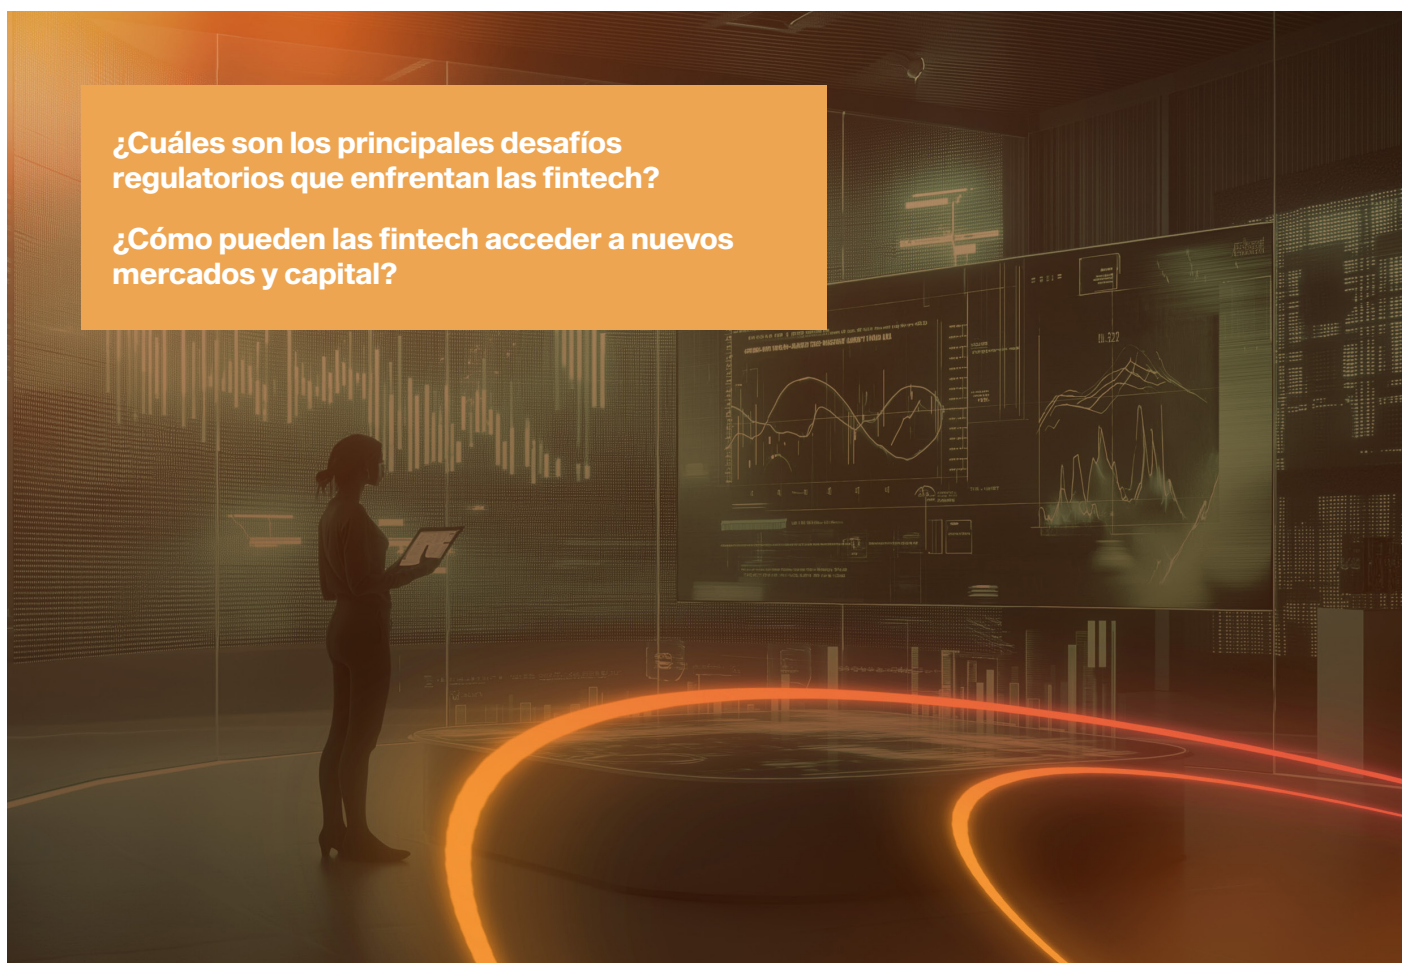 ¿Cuáles son los principales desafíos
regulatorios que enfrentan las fintech?
¿Cómo pueden las fintech acceder a nuevos
mercados y capital?